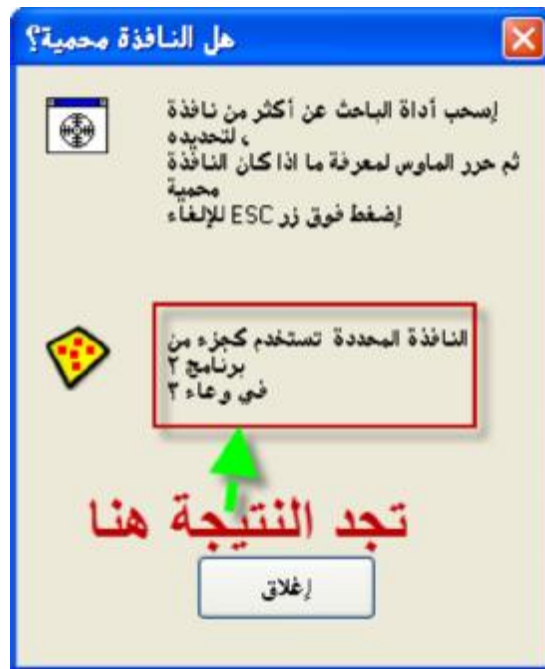 هل النافذة محمية؟
إسحب أداة الباحث عن أكثر من نافذة
، لتحديده
ثم حرر الماوس لمعرفة ما اذا كان النافذة
محمية
إضغط فوق زر ESC للإلغاء
النافذة المحددة تستخدم كجزء من
برنامج ٢
في وعاء ٣
تجد النتيجة هنا
إغلاق